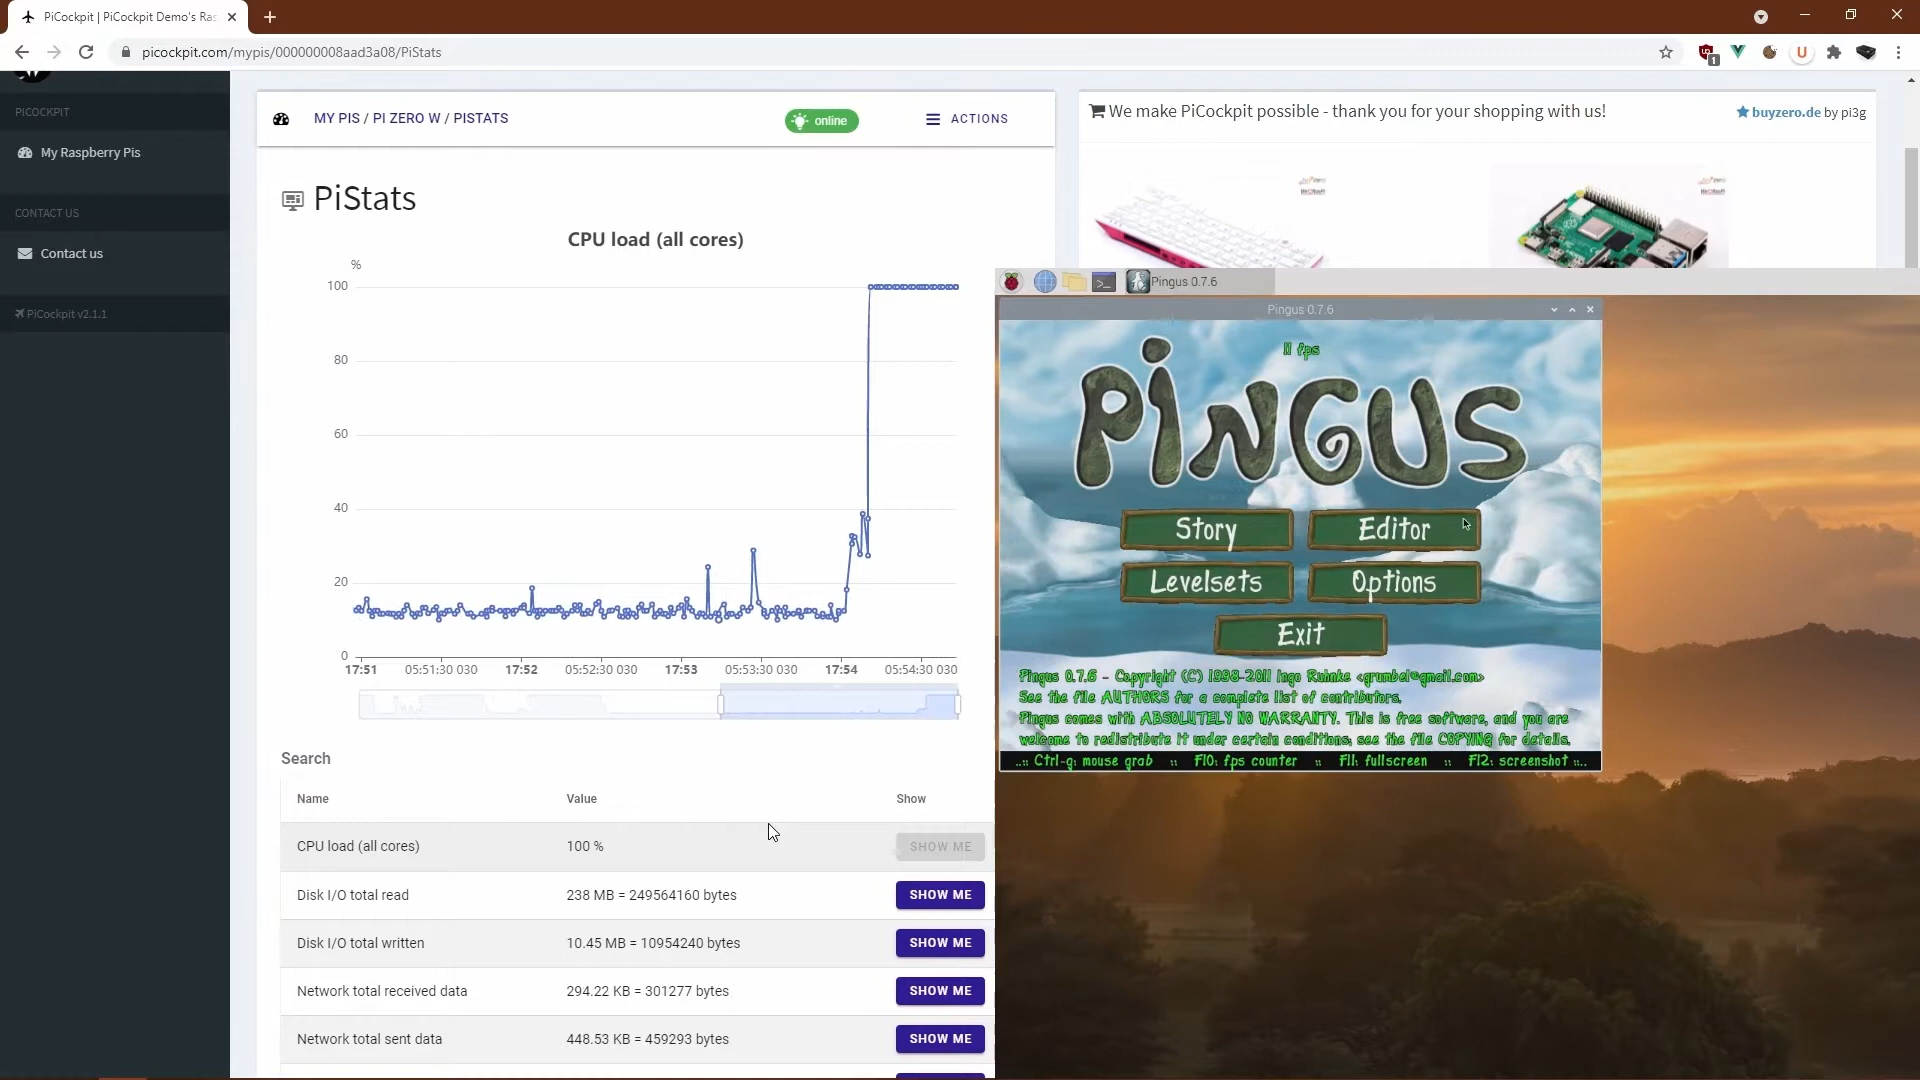 PiCockpit | PiCockpit Demo's Ras
picockpit.com/mypis/000000008aad3a08/PiStats
1
U
PICOCKPIT
My Raspberry Pis
CONTACT US
Contact us
PiCockpit v2.1.1
MY PIS / PI ZERO W / PISTATS
online
ACTIONS
PiStats
CPU load (all cores)
%
100
80
60
40
20
0
17:51
05:51:30 030
17:52
05:52:30 030
17:53
05:53:30 030
17:54
05:54:30 030
Search
Name
Value
Show
CPU load (all cores)
100 %
SHOW ME
Disk I/O total read
238 MB = 249564160 bytes
SHOW ME
Disk I/O total written
10.45 MB = 10954240 bytes
SHOW ME
Network total received data
294.22 KB = 301277 bytes
SHOW ME
Network total sent data
448.53 KB = 459293 bytes
SHOW ME
We make PiCockpit possible - thank you for your shopping with us!
buyzero.de by pi3g
Pingus 0.7.6
Pingus 0.7.6
11 fps
PiNGUS
Story
Editor
Levelsets
Options
Exit
Pingus 0.7.6 - Copyright (C) 1998-2011 Ingo Ruhnke <grumbel@gmail.com>
See the file AUTHORS for a complete list of contributors.
Pingus comes with ABSOLUTELY NO WARRANTY. This is free software, and you are
welcome to redistribute it under certain conditions; see the file COPYING for details.
..:: Ctrl-g: mouse grab :: F10: fps counter :: F11: fullscreen :: F12: screenshot ::..